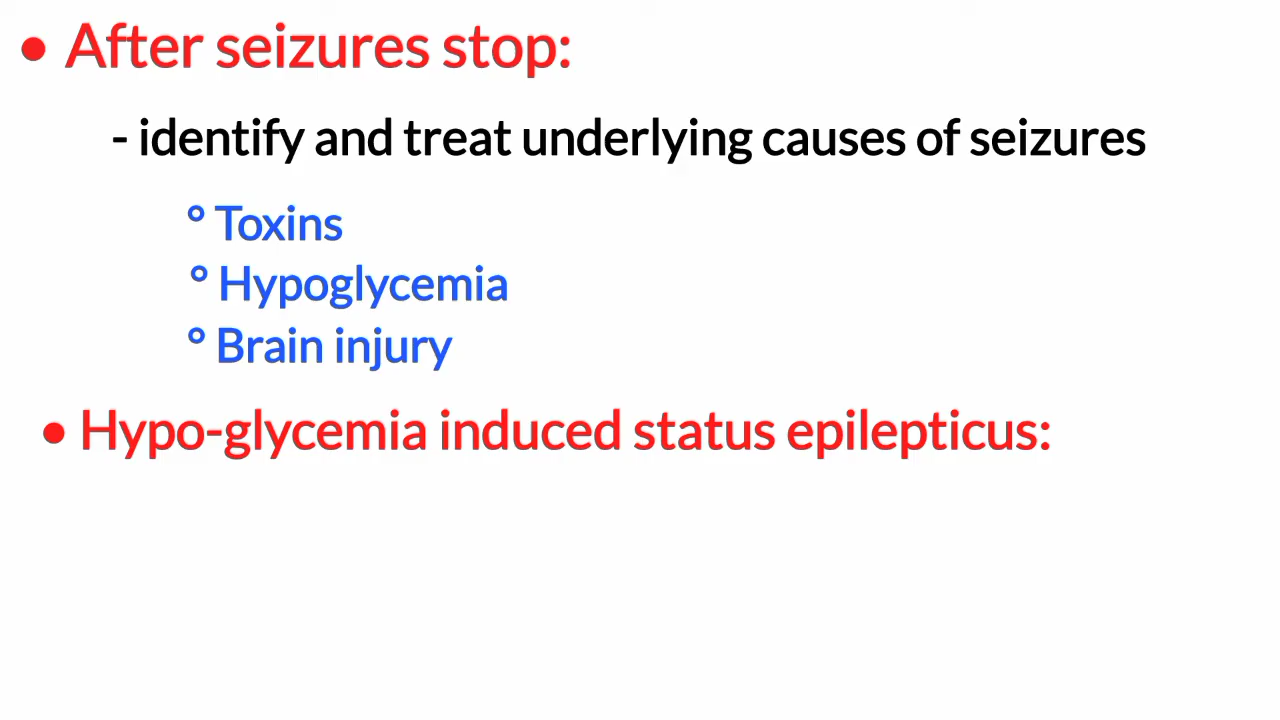 • After seizures stop:
- identify and treat underlying causes of seizures
° Toxins
° Hypoglycemia
° Brain injury
• Hypo-glycemia induced status epilepticus: